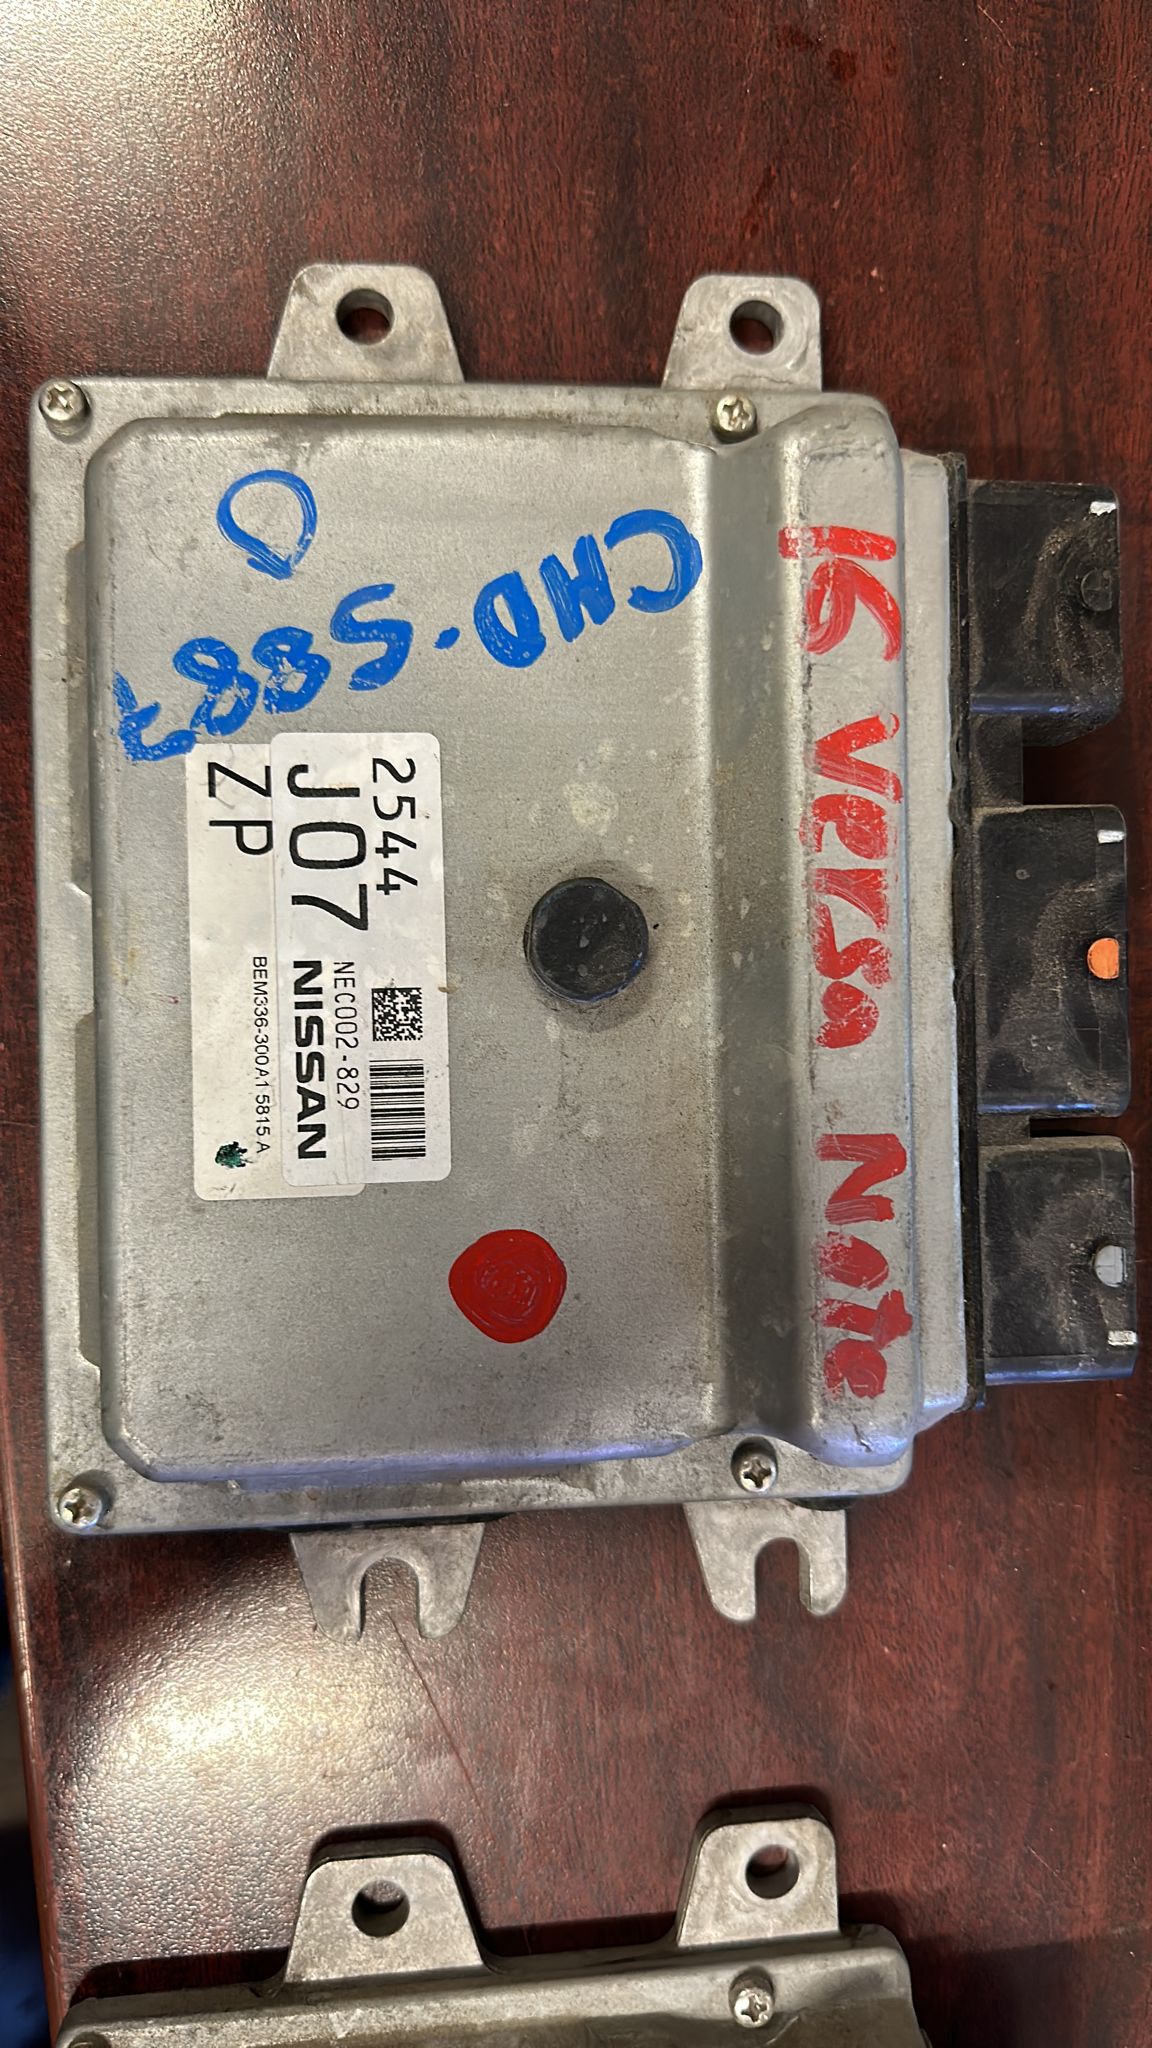 16 Versa Note
CHD-5887
D
2544
J07
ZP
NEC002-829
NISSAN
BEM336-300A1 5815 A